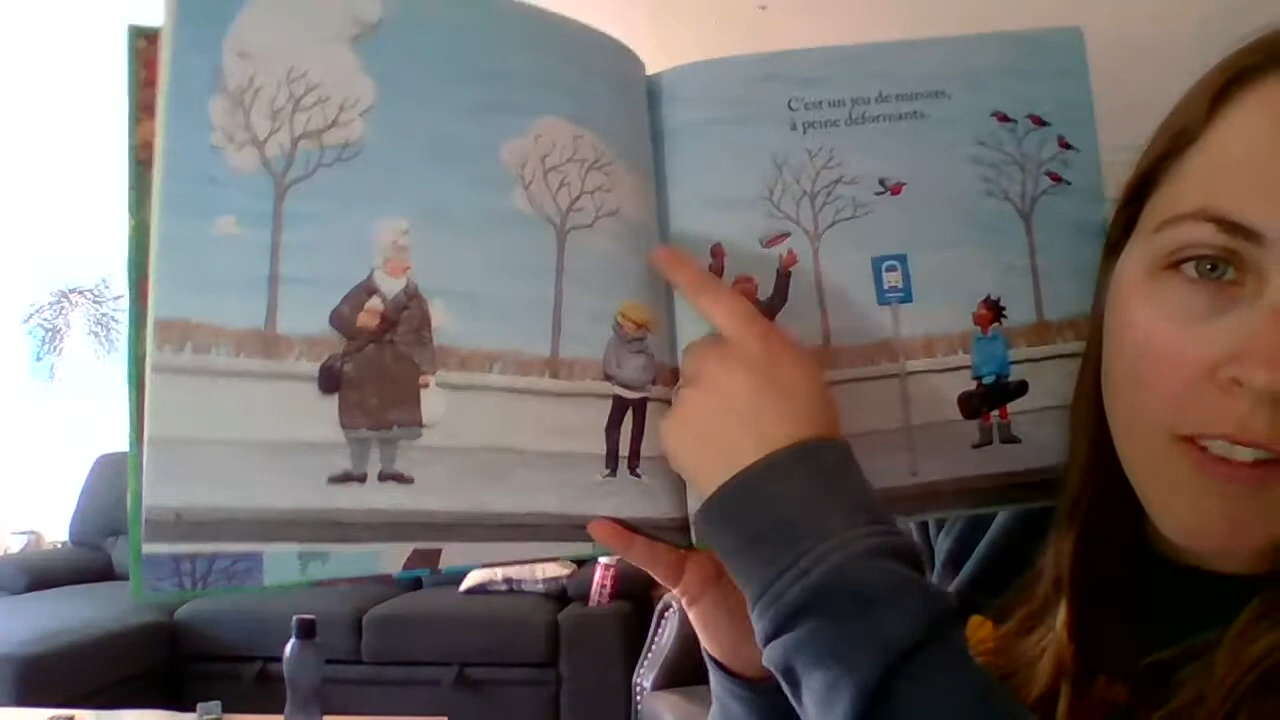 C'est un jeu de miroirs,
à peine déformants.